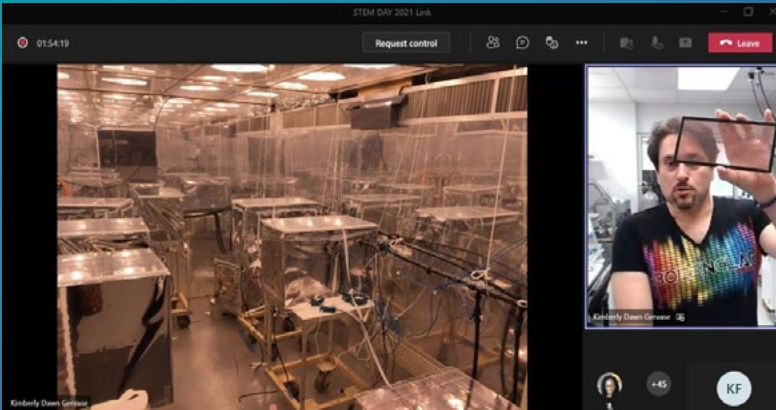 STEM DAY 2021 Link
01:54:19
Request control
Leave
Kimberly Dawn Gervase
Kimberly Dawn Gervase
+45
KF